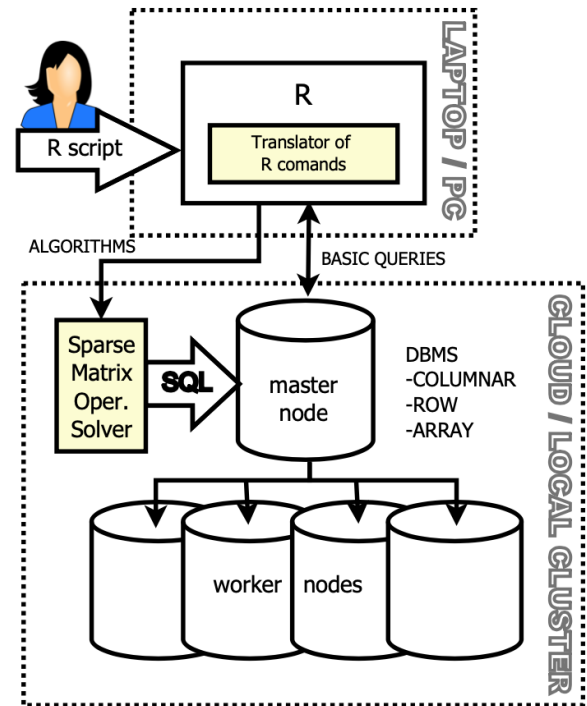 LAPTOP / PC
R
Translator of
R comands
R script
ALGORITHMS
BASIC QUERIES
CLOUD / LOCAL CLUSTER
Sparse
Matrix
Oper.
Solver
SQL
master
node
DBMS
-COLUMNAR
-ROW
-ARRAY
worker nodes